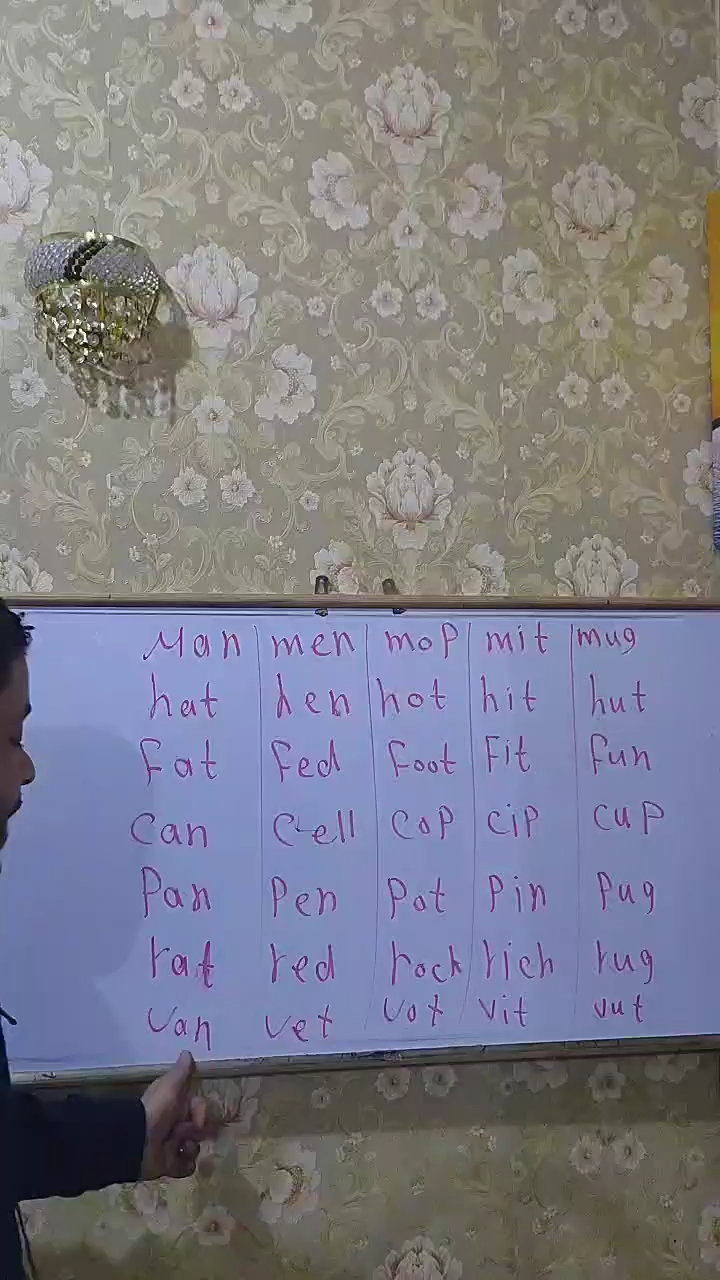 Man men mop mit mug
hat hen hot hit hut
Fat Fed Foot Fit Fun
Can Cell Cop Cip Cup
Pan Pen Pot Pin Pug
rat red rock rich rug
Van Vet Vot Vit Vut